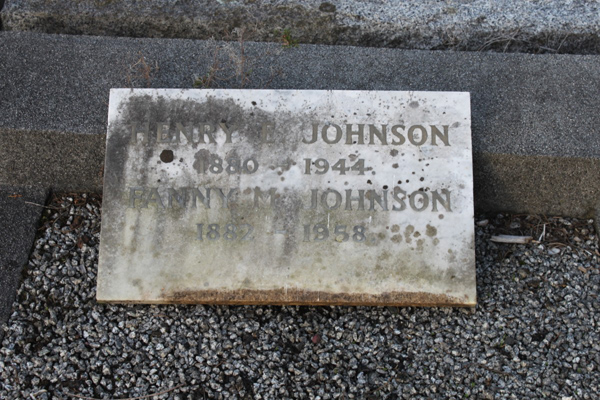 HENRY E. JOHNSON
1880 - 1944
FANNY M. JOHNSON
1882 - 1958